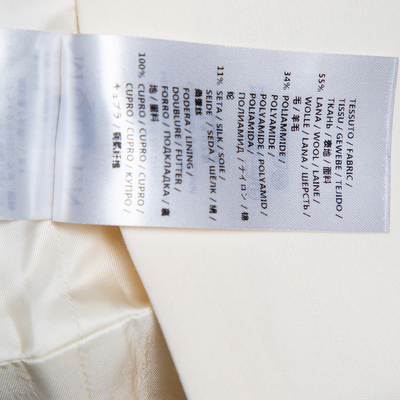 TESSUTO / FABRIC /
TISSU / GEWEBE / TEJIDO /
ТКАНЬ / 表地 / 面料
55% LANA / WOOL / LAINE /
WOLLE / LANA / ШЕРСТЬ /
毛 / 羊毛
34% POLIAMMIDE /
POLYAMIDE / POLYAMID /
POLYAMIDE /
POLIAMIDA /
ПОЛИАМИД / ナイロン / 锦
纶
11% SETA / SILK / SOIE /
SEIDE / SEDA / ШЕЛК / 絹 /
桑蚕丝
FODERA / LINING /
DOUBLURE / FUTTER /
FORRO / ПОДКЛАДКА / 裏
地 / 里料
100% CUPRO / CUPRO /
CUPRO / CUPRO /
CUPRO / CUPRO / КУПРО /
キュプラ / 铜氨纤维